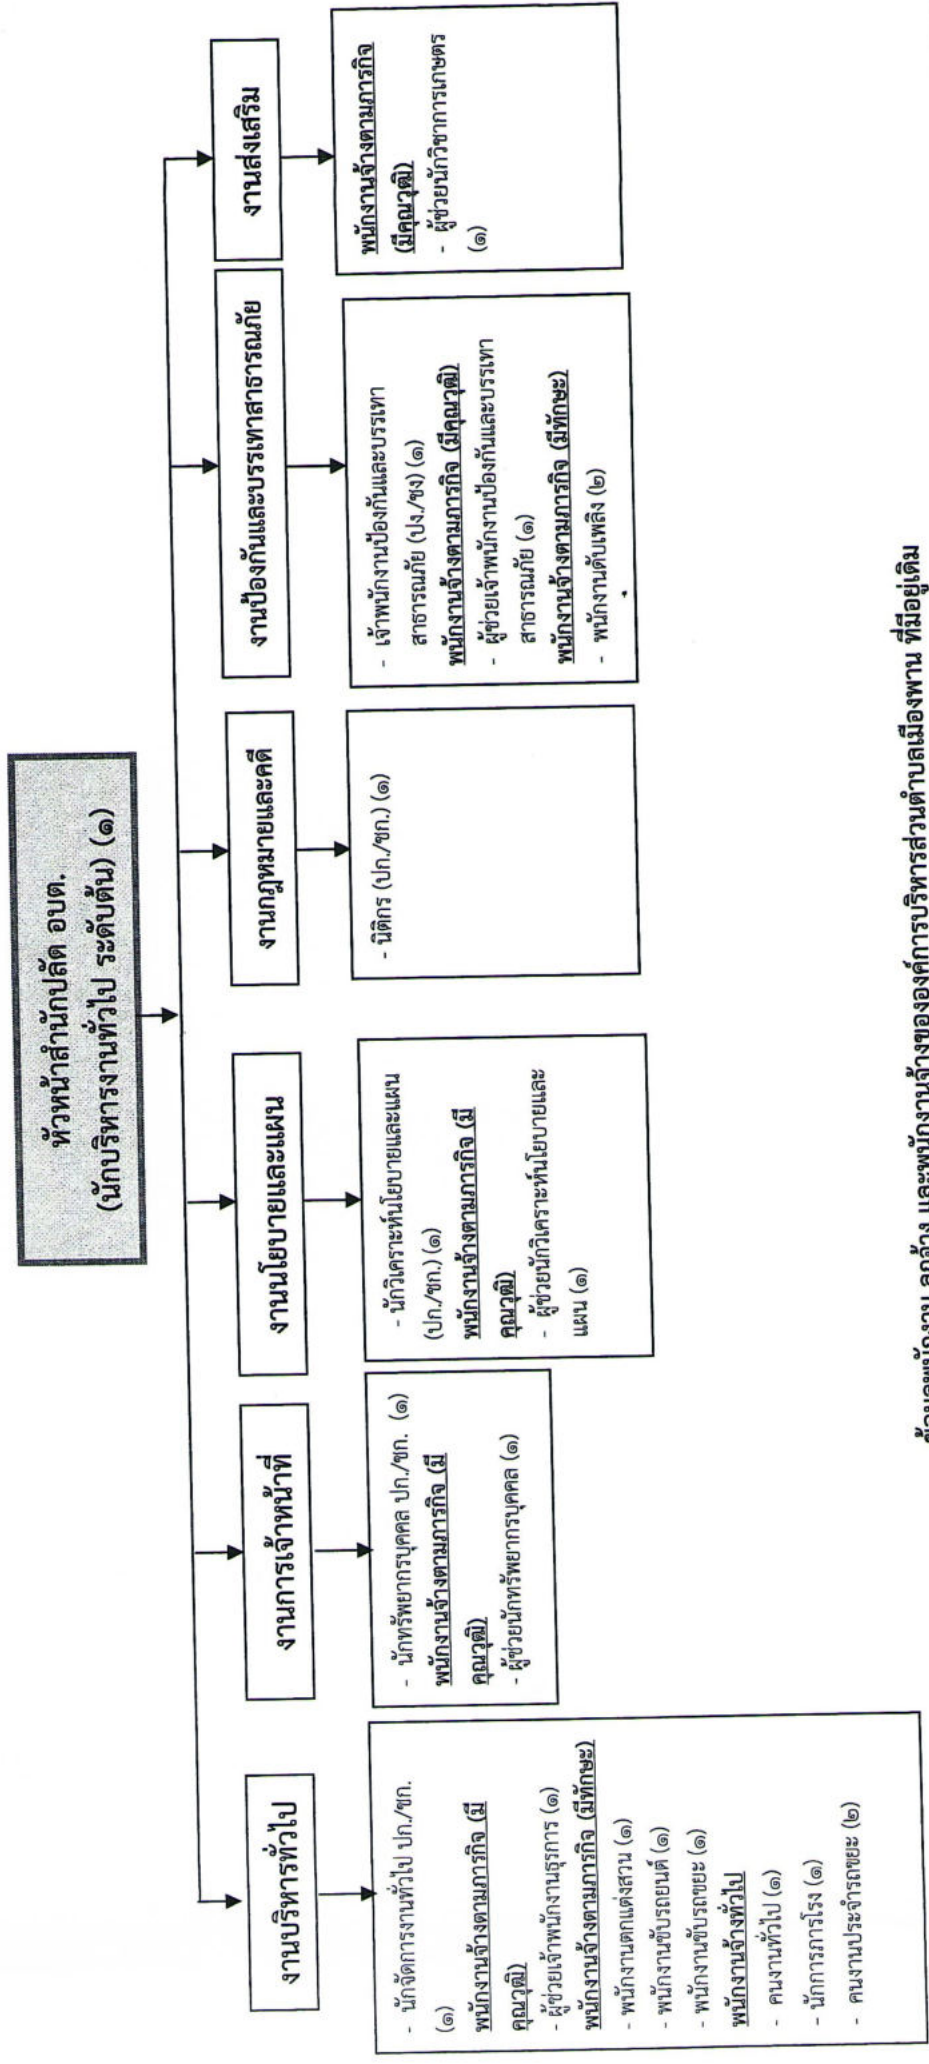 หัวหน้าสำนักปลัด อบต.
(นักบริหารงานทั่วไป ระดับต้น) (๑)
งานบริหารทั่วไป
- นักจัดการงานทั่วไป ปก./ชก.
(๑)
พนักงานจ้างตามภารกิจ (มี
คุณวุฒิ)
- ผู้ช่วยเจ้าพนักงานธุรการ (๑)
พนักงานจ้างตามภารกิจ (มีทักษะ)
- พนักงานตกแต่งสวน (๑)
- พนักงานขับรถยนต์ (๑)
- พนักงานขับรถขยะ (๑)
พนักงานจ้างทั่วไป
- คนงานทั่วไป (๑)
- นักการภารโรง (๑)
- คนงานประจำรถขยะ (๒)
งานการเจ้าหน้าที่
- นักทรัพยากรบุคคล ปก./ชก. (๑)
พนักงานจ้างตามภารกิจ (มี
คุณวุฒิ)
- ผู้ช่วยนักทรัพยากรบุคคล (๑)
งานนโยบายและแผน
- นักวิเคราะห์นโยบายและแผน
(ปก./ชก.) (๑)
พนักงานจ้างตามภารกิจ (มี
คุณวุฒิ)
- ผู้ช่วยนักวิเคราะห์นโยบายและ
แผน (๑)
งานกฎหมายและคดี
- นิติกร (ปก./ชก.) (๑)
งานป้องกันและบรรเทาสาธารณภัย
- เจ้าพนักงานป้องกันและบรรเทา
สาธารณภัย (ปง./ชง) (๑)
พนักงานจ้างตามภารกิจ (มีคุณวุฒิ)
- ผู้ช่วยเจ้าพนักงานป้องกันและบรรเทา
สาธารณภัย (๑)
พนักงานจ้างตามภารกิจ (มีทักษะ)
- พนักงานดับเพลิง (๒)
งานส่งเสริม
พนักงานจ้างตามภารกิจ
(มีคุณวุฒิ)
- ผู้ช่วยนักวิชาการเกษตร
(๑)
พนักงาน ลูกจ้าง และพนักงานจ้างขององค์การบริหารส่วนตำบลเมืองพาน ที่มีอยู่เดิม